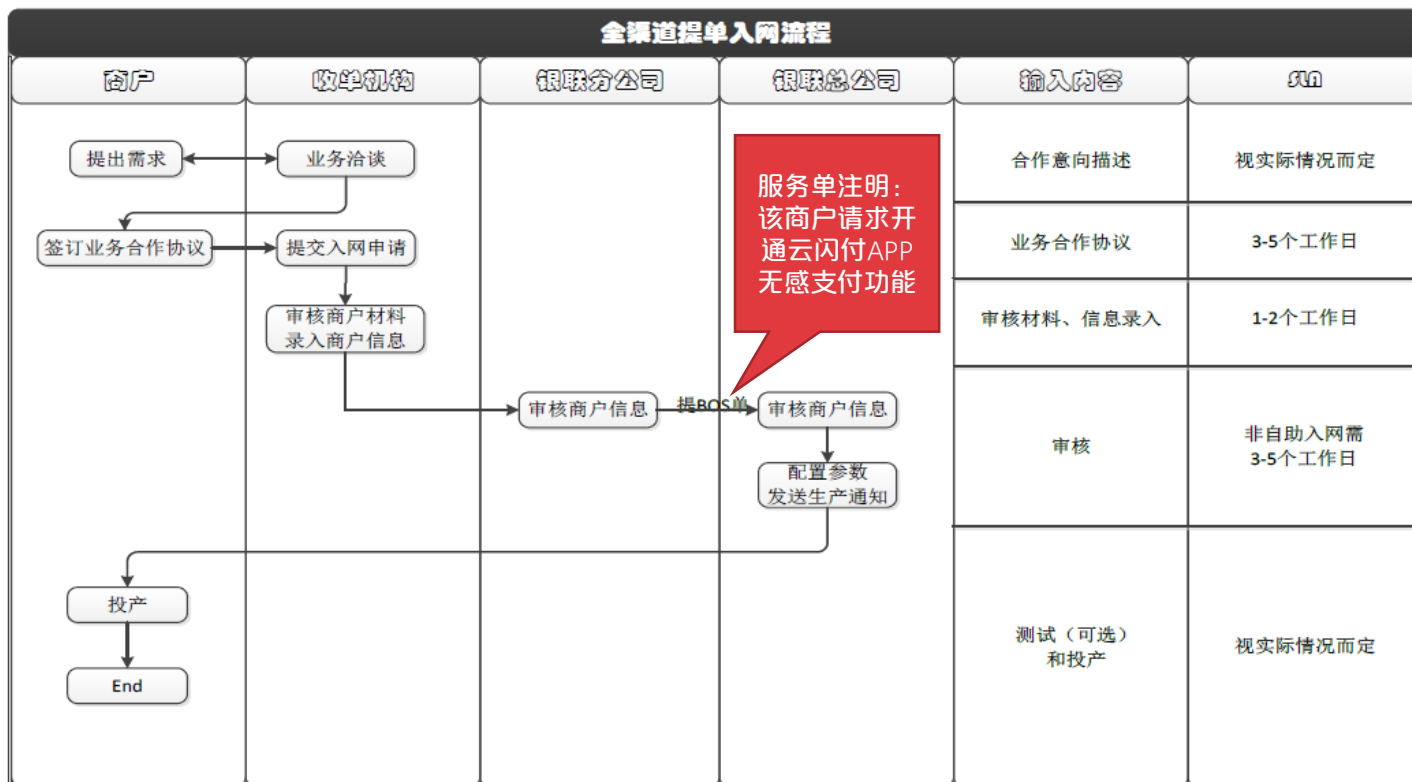 全渠道提单入网流程
商户
收单机构
银联分公司
银联总公司
输入内容
SLA
提出需求
业务洽谈
合作意向描述
视实际情况而定
服务单注明：
该商户请求开
通云闪付APP
无感支付功能
签订业务合作协议
提交入网申请
业务合作协议
3-5个工作日
审核商户材料
录入商户信息
审核材料、信息录入
1-2个工作日
审核商户信息
提BOS单
审核商户信息
配置参数
发送生产通知
审核
非自助入网需
3-5个工作日
投产
End
测试（可选）
和投产
视实际情况而定